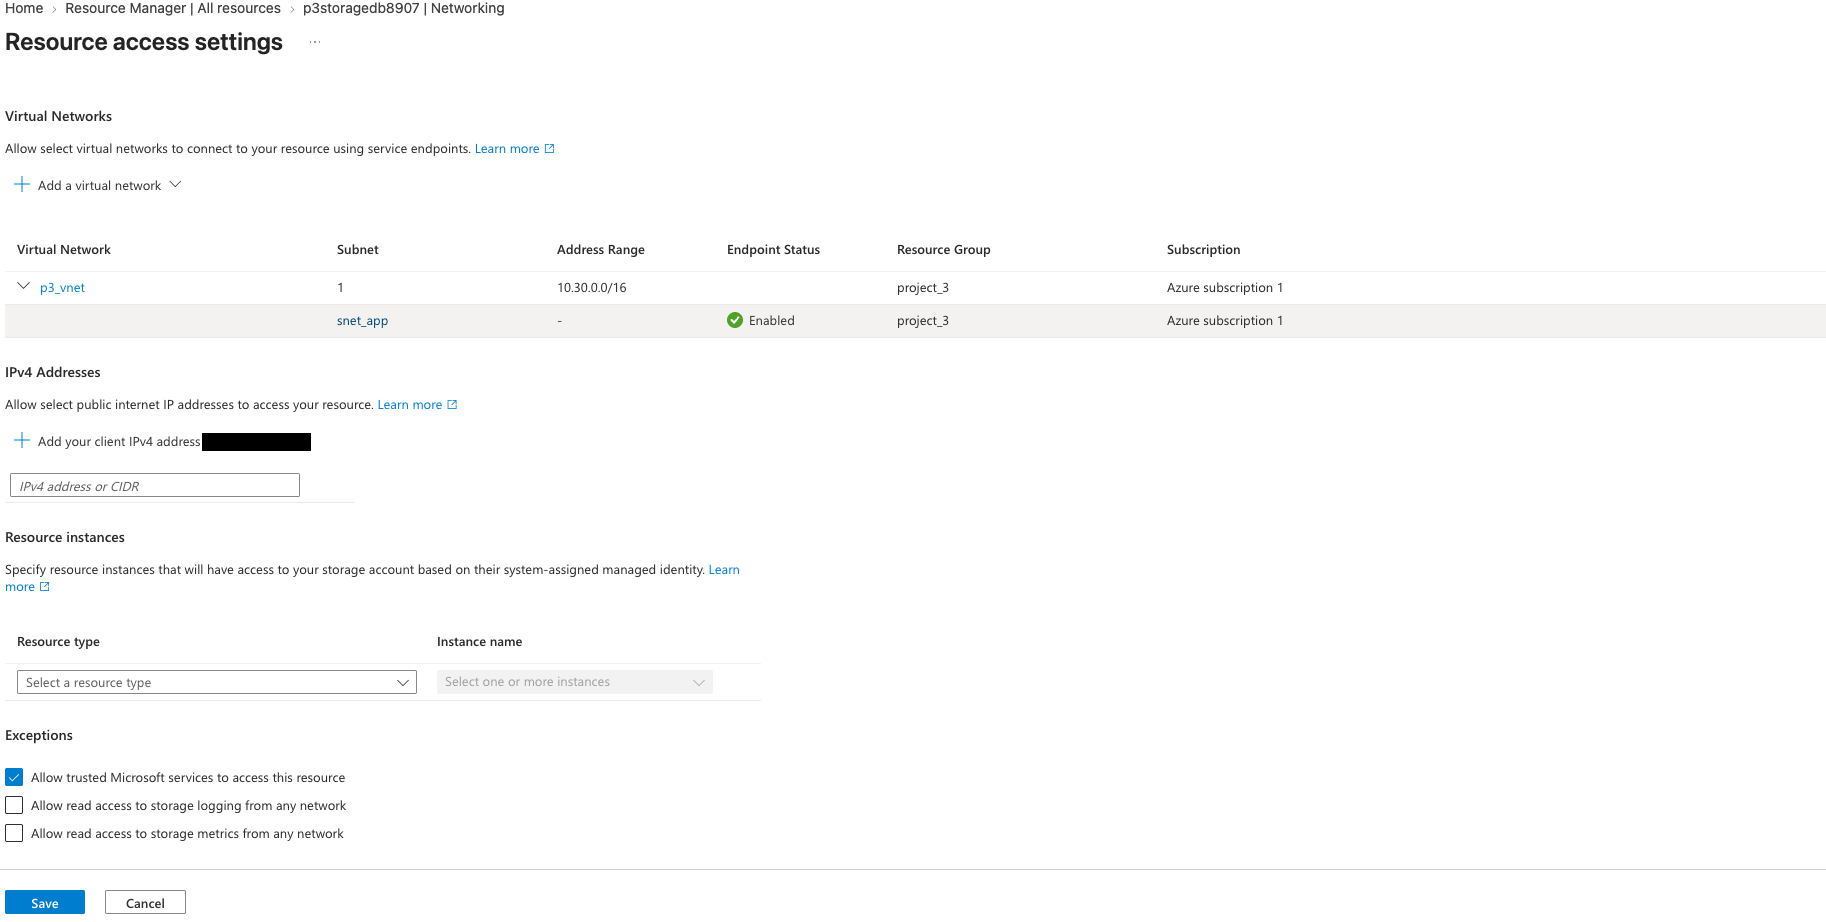 Home > Resource Manager | All resources > p3storagedb8907 | Networking
Resource access settings ...
Virtual Networks
Allow select virtual networks to connect to your resource using service endpoints. Learn more
Add a virtual network
Virtual Network Subnet Address Range Endpoint Status Resource Group Subscription
p3_vnet 1 10.30.0.0/16 project_3 Azure subscription 1
snet_app - Enabled project_3 Azure subscription 1
IPv4 Addresses
Allow select public internet IP addresses to access your resource. Learn more
Add your client IPv4 address
IPv4 address or CIDR
Resource instances
Specify resource instances that will have access to your storage account based on their system-assigned managed identity. Learn
more
Resource type Instance name
Select a resource type Select one or more instances
Exceptions
Allow trusted Microsoft services to access this resource
Allow read access to storage logging from any network
Allow read access to storage metrics from any network
Save Cancel